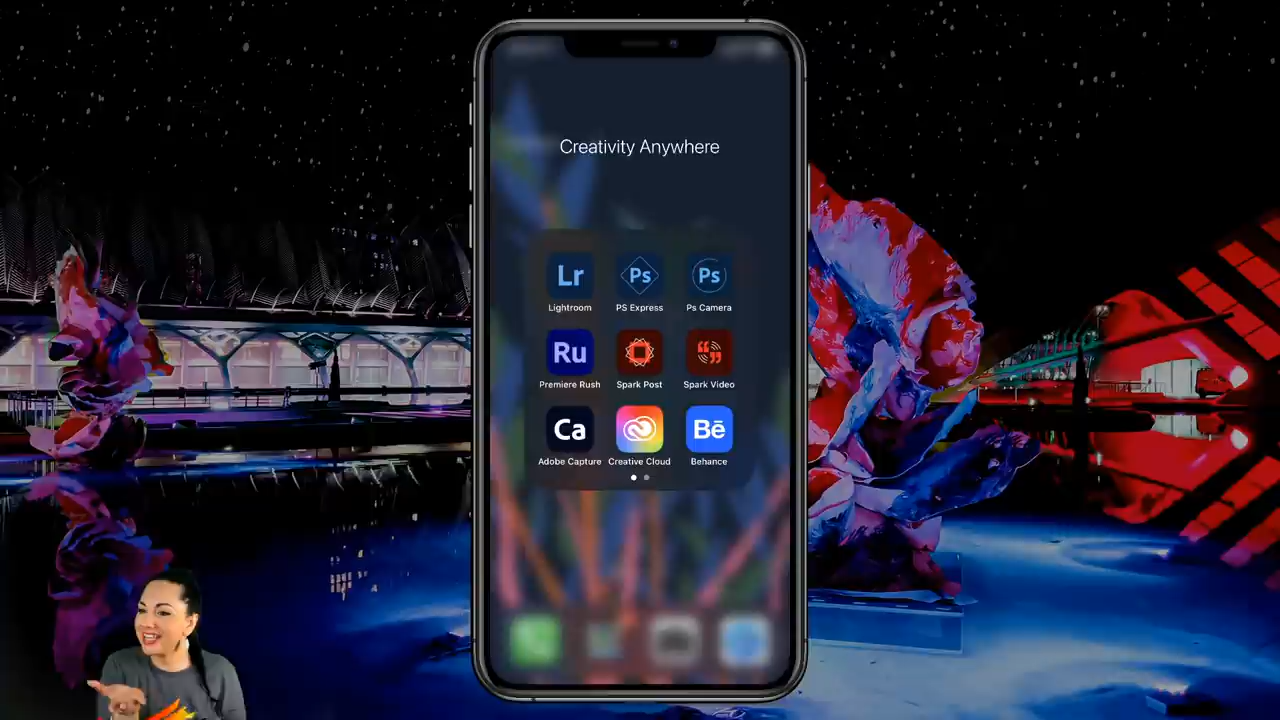 Creativity Anywhere
Lr Ps Ps
Lightroom PS Express Ps Camera
Ru
Premiere Rush Spark Post Spark Video
Ca Bē
Adobe Capture Creative Cloud Behance